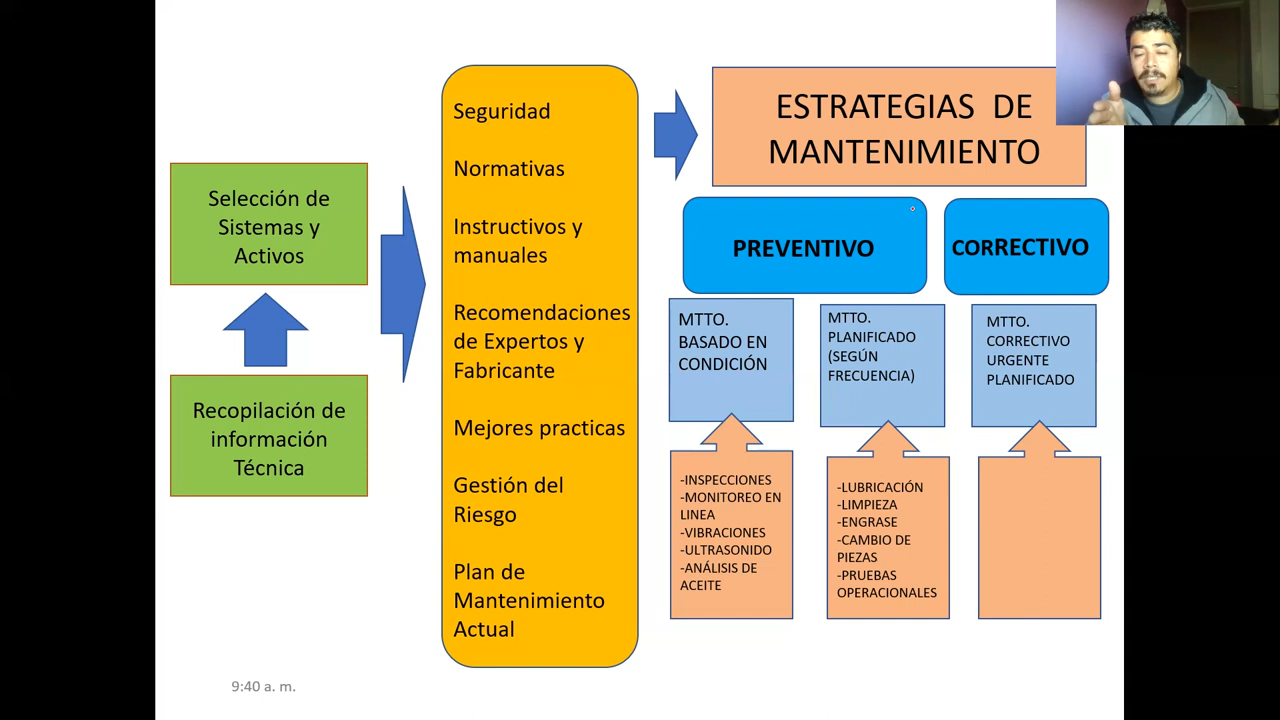 Selección de
Sistemas y
Activos
Recopilación de
información
Técnica
Seguridad
Normativas
Instructivos y
manuales
Recomendaciones
de Expertos y
Fabricante
Mejores practicas
Gestión del
Riesgo
Plan de
Mantenimiento
Actual
ESTRATEGIAS DE
MANTENIMIENTO
PREVENTIVO
CORRECTIVO
MTTO.
BASADO EN
CONDICIÓN
MTTO.
PLANIFICADO
(SEGÚN
FRECUENCIA)
MTTO.
CORRECTIVO
URGENTE
PLANIFICADO
-INSPECCIONES
-MONITOREO EN
LINEA
-VIBRACIONES
-ULTRASONIDO
-ANÁLISIS DE
ACEITE
-LUBRICACIÓN
-LIMPIEZA
-ENGRASE
-CAMBIO DE
PIEZAS
-PRUEBAS
OPERACIONALES
9:40 a. m.